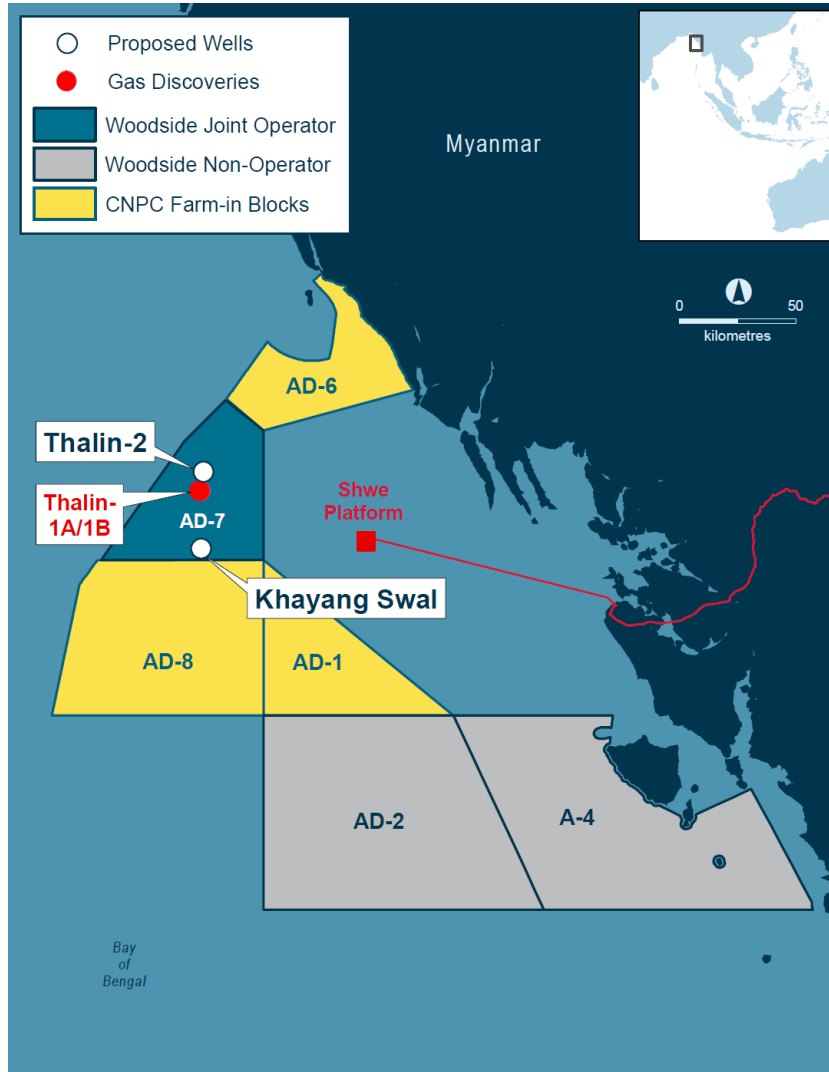 Proposed Wells
Gas Discoveries
Woodside Joint Operator
Woodside Non-Operator
CNPC Farm-in Blocks
Myanmar
0
50
kilometres
AD-6
Thalin-2
Thalin-
1A/1B
AD-7
Shwe
Platform
Khayang Swal
AD-8
AD-1
AD-2
A-4
Bay
of
Bengal